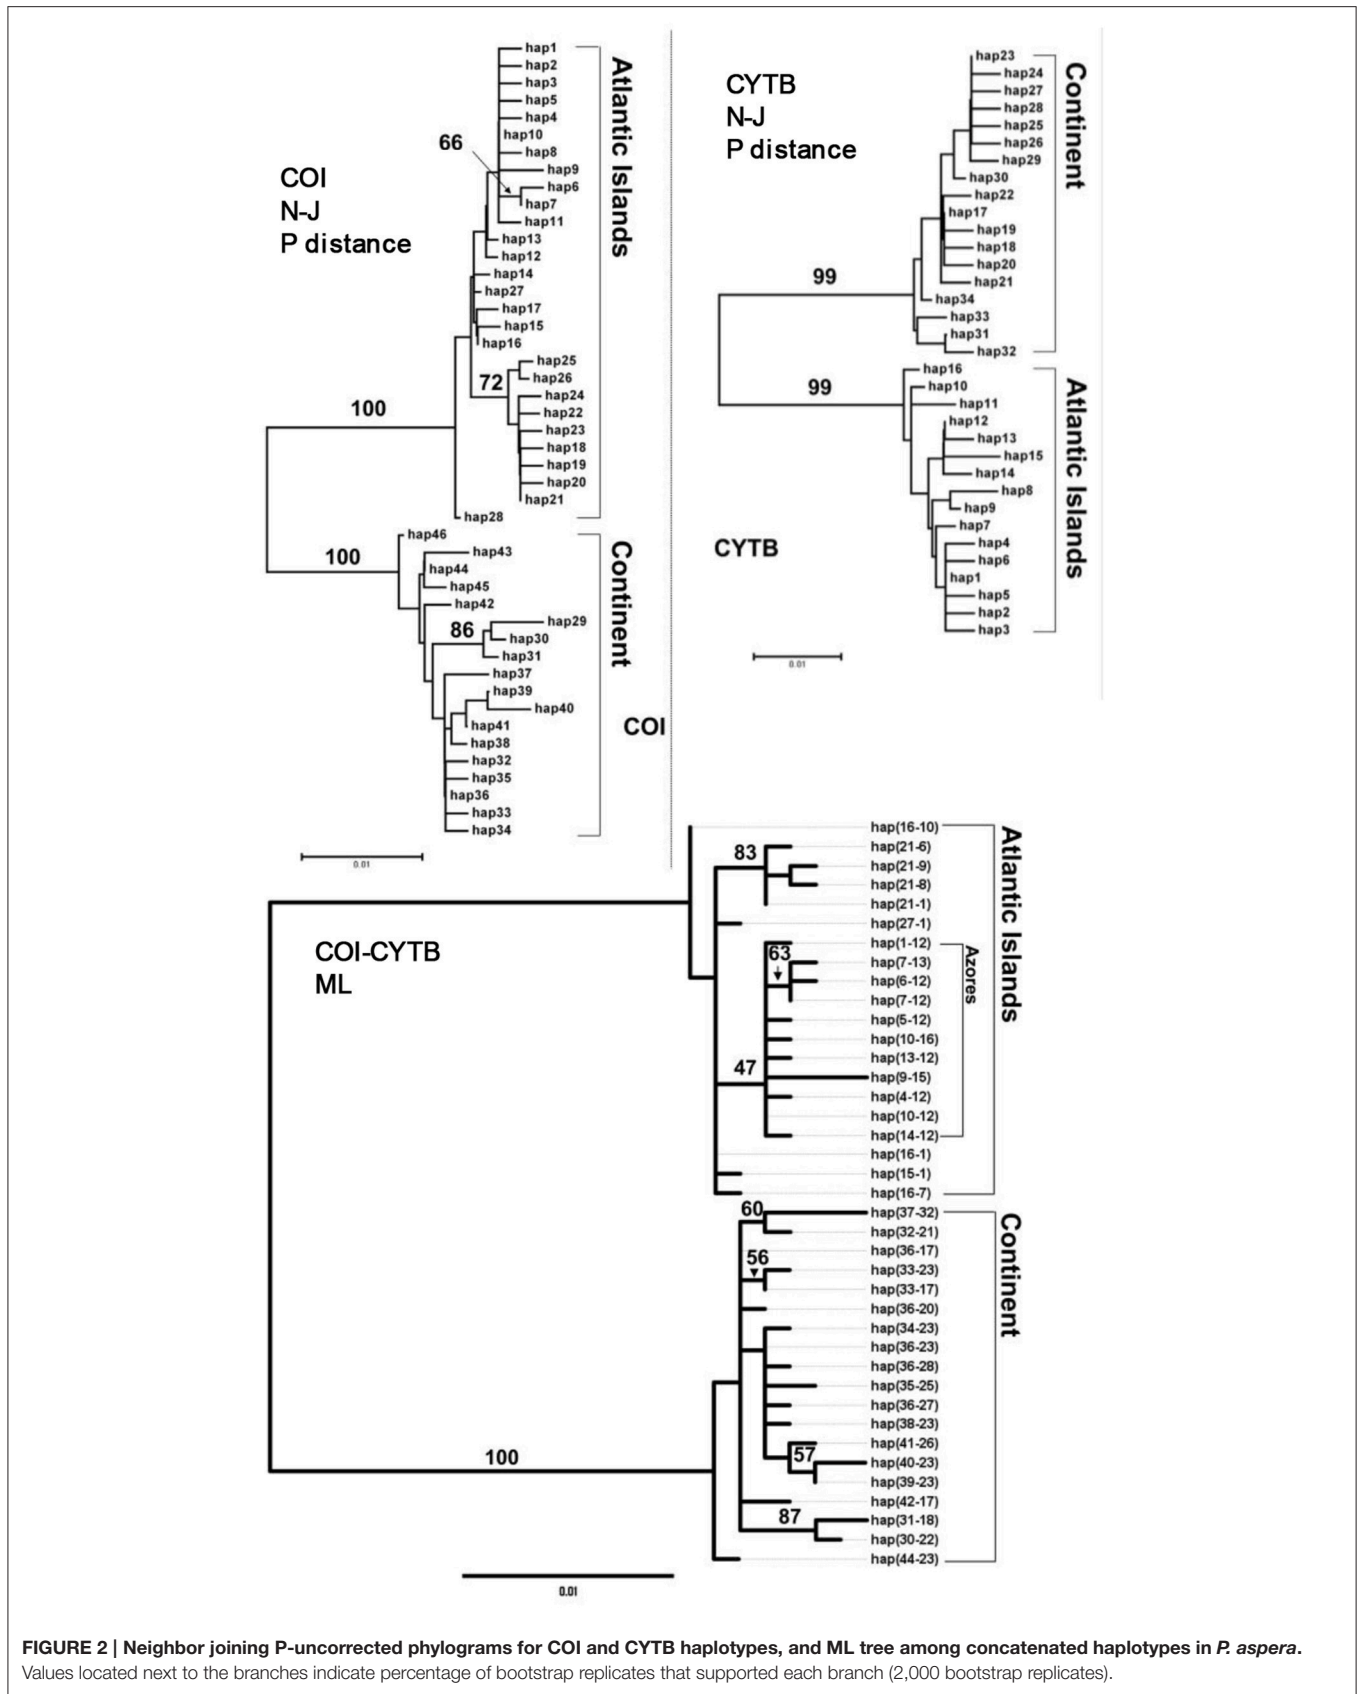 COI
N-J
P distance
66
72
100
hap1
hap2
hap3
hap5
hap4
hap10
hap8
hap9
hap6
hap7
hap11
hap13
hap12
hap14
hap27
hap17
hap15
hap16
hap25
hap26
hap24
hap22
hap23
hap18
hap19
hap20
hap21
hap28
Atlantic Islands
100
86
hap46
hap43
hap44
hap45
hap42
hap29
hap30
hap31
hap37
hap39
hap40
hap41
hap38
hap32
hap35
hap36
hap33
hap34
Continent
COI
0.01
CYTB
N-J
P distance
99
hap23
hap24
hap27
hap28
hap25
hap26
hap29
hap30
hap22
hap17
hap19
hap18
hap20
hap21
hap34
hap33
hap31
hap32
Continent
99
hap16
hap10
hap11
hap12
hap13
hap15
hap14
hap8
hap9
hap7
hap4
hap6
hap1
hap5
hap2
hap3
Atlantic Islands
CYTB
0.01
COI-CYTB
ML
83
63
47
hap(16-10)
hap(21-6)
hap(21-9)
hap(21-8)
hap(21-1)
hap(27-1)
hap(1-12)
hap(7-13)
hap(6-12)
hap(7-12)
hap(5-12)
hap(10-16)
hap(13-12)
hap(9-15)
hap(4-12)
hap(10-12)
hap(14-12)
hap(16-1)
hap(15-1)
hap(16-7)
Azores
Atlantic Islands
60
56
57
87
100
hap(37-32)
hap(32-21)
hap(36-17)
hap(33-23)
hap(33-17)
hap(36-20)
hap(34-23)
hap(36-23)
hap(36-28)
hap(35-25)
hap(36-27)
hap(38-23)
hap(41-26)
hap(40-23)
hap(39-23)
hap(42-17)
hap(31-18)
hap(30-22)
hap(44-23)
Continent
0.01
FIGURE 2 | Neighbor joining P-uncorrected phylograms for COI and CYTB haplotypes, and ML tree among concatenated haplotypes in P. aspera.
Values located next to the branches indicate percentage of bootstrap replicates that supported each branch (2,000 bootstrap replicates).